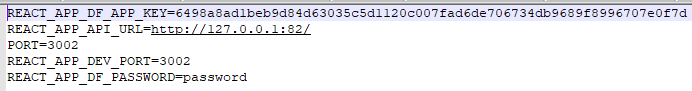 REACT_APP_DF_APP_KEY=6498a8ad1beb9d84d63035c5d1120c007fad6de706734db9689f8996707e0f7d
REACT_APP_API_URL=http://127.0.0.1:82/
PORT=3002
REACT_APP_DEV_PORT=3002
REACT_APP_DF_PASSWORD=password